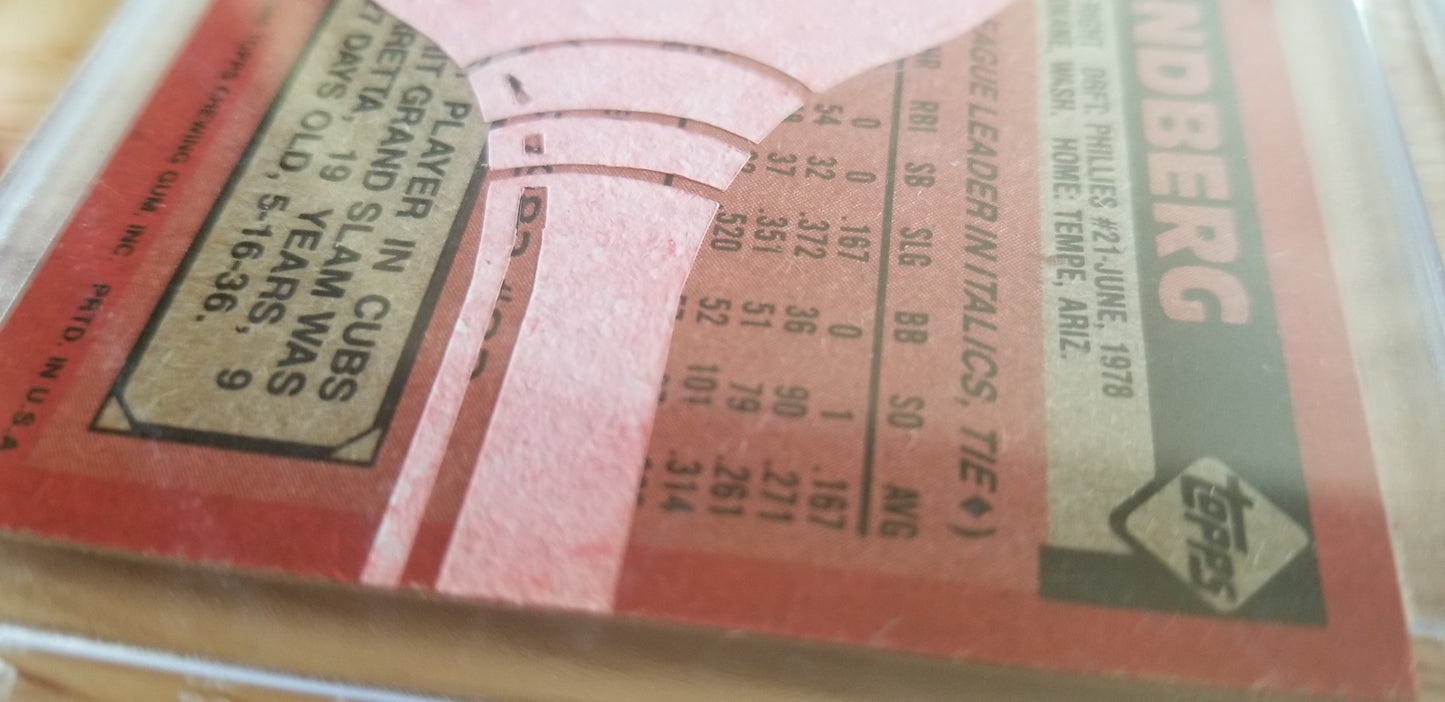 NDBERG
topps
DRFT: PHILLIES #21-JUNE, 1978
WASH. HOME: TEMPE, ARIZ.
LEADER IN ITALICS, TIE♦)
RBI SB SLG BB SO AVG
0 0 .167 0 1 .167
54 32 .372 36 90 .271
37 .351 51 79 .261
.520 52 101 .314
PLAYER IN CUBS
GRAND SLAM WAS
19 YEARS, 9
DAYS OLD, 5-16-36.
TOPPS CHEWING GUM, INC. PRTD. IN U.S.A